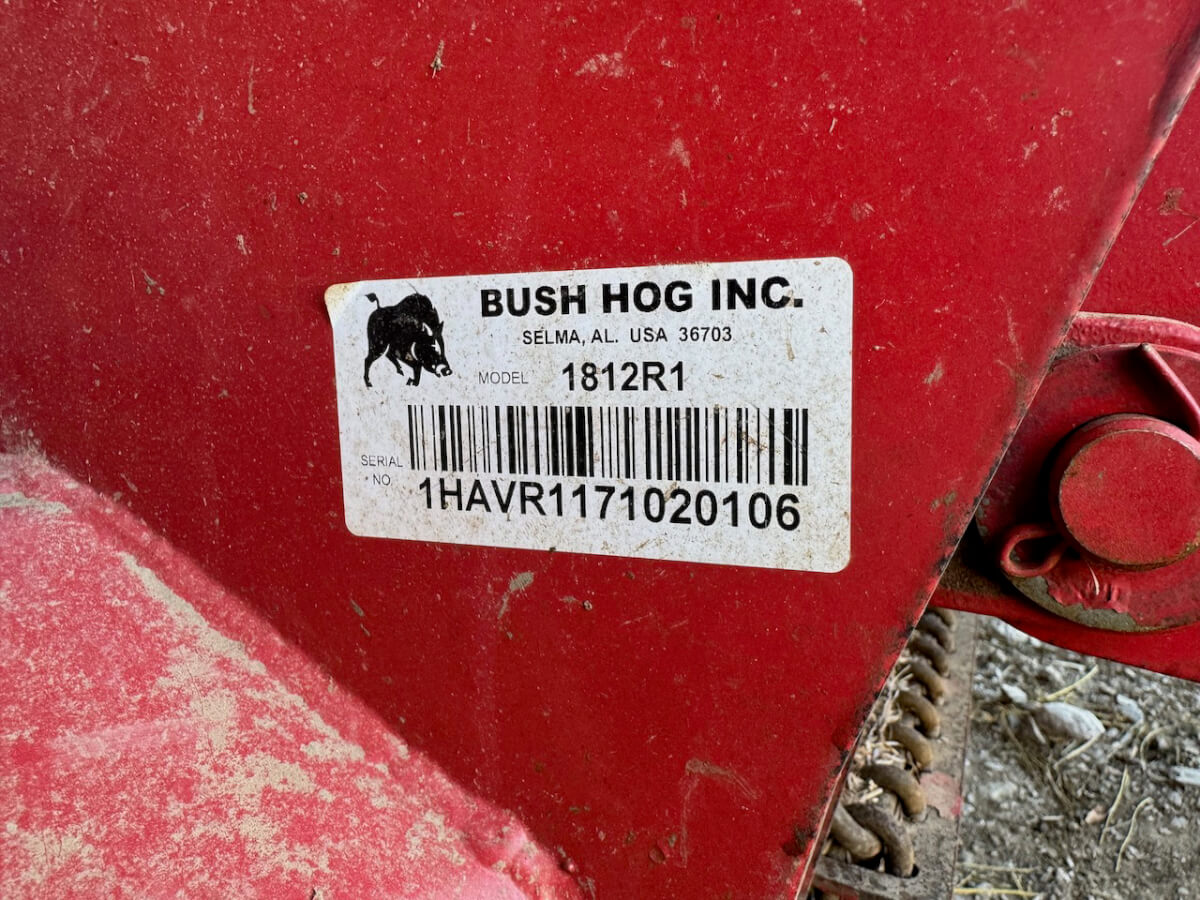 BUSH HOG INC.
SELMA, AL. USA 36703
MODEL 1812R1
SERIAL
NO.
1HAVR1171020106